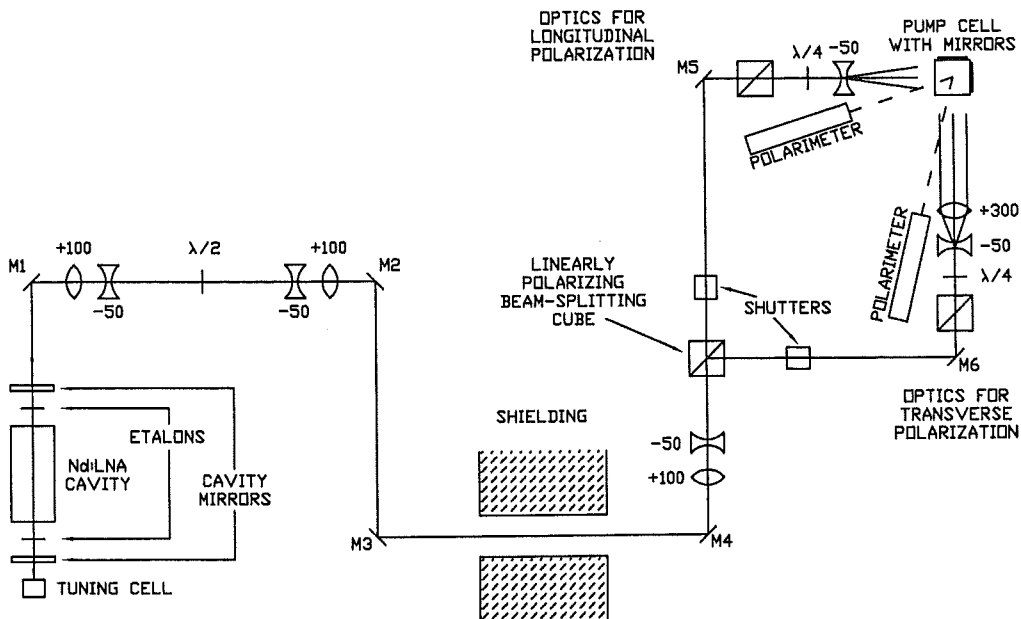 OPTICS FOR
LONGITUDINAL
POLARIZATION
PUMP CELL
WITH MIRRORS
M5
λ/4
-50
POLARIMETER
+300
-50
λ/4
POLARIMETER
M1
+100
-50
λ/2
-50
+100
M2
LINEARLY
POLARIZING
BEAM-SPLITTING
CUBE
SHUTTERS
M6
OPTICS FOR
TRANSVERSE
POLARIZATION
SHIELDING
-50
+100
ETALONS
Nd:LNA
CAVITY
CAVITY
MIRRORS
M3
M4
TUNING CELL